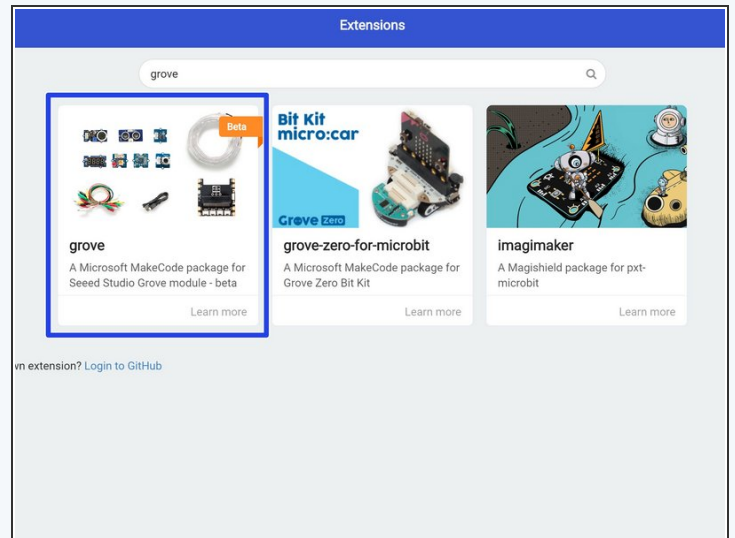 Extensions
grove
Beta
grove
A Microsoft MakeCode package for
Seeed Studio Grove module - beta
Learn more
Bit Kit
micro:car
Grove Zero
grove-zero-for-microbit
A Microsoft MakeCode package for
Grove Zero Bit Kit
Learn more
imagimaker
A Magishield package for pxt-
microbit
Learn more
vn extension? Login to GitHub